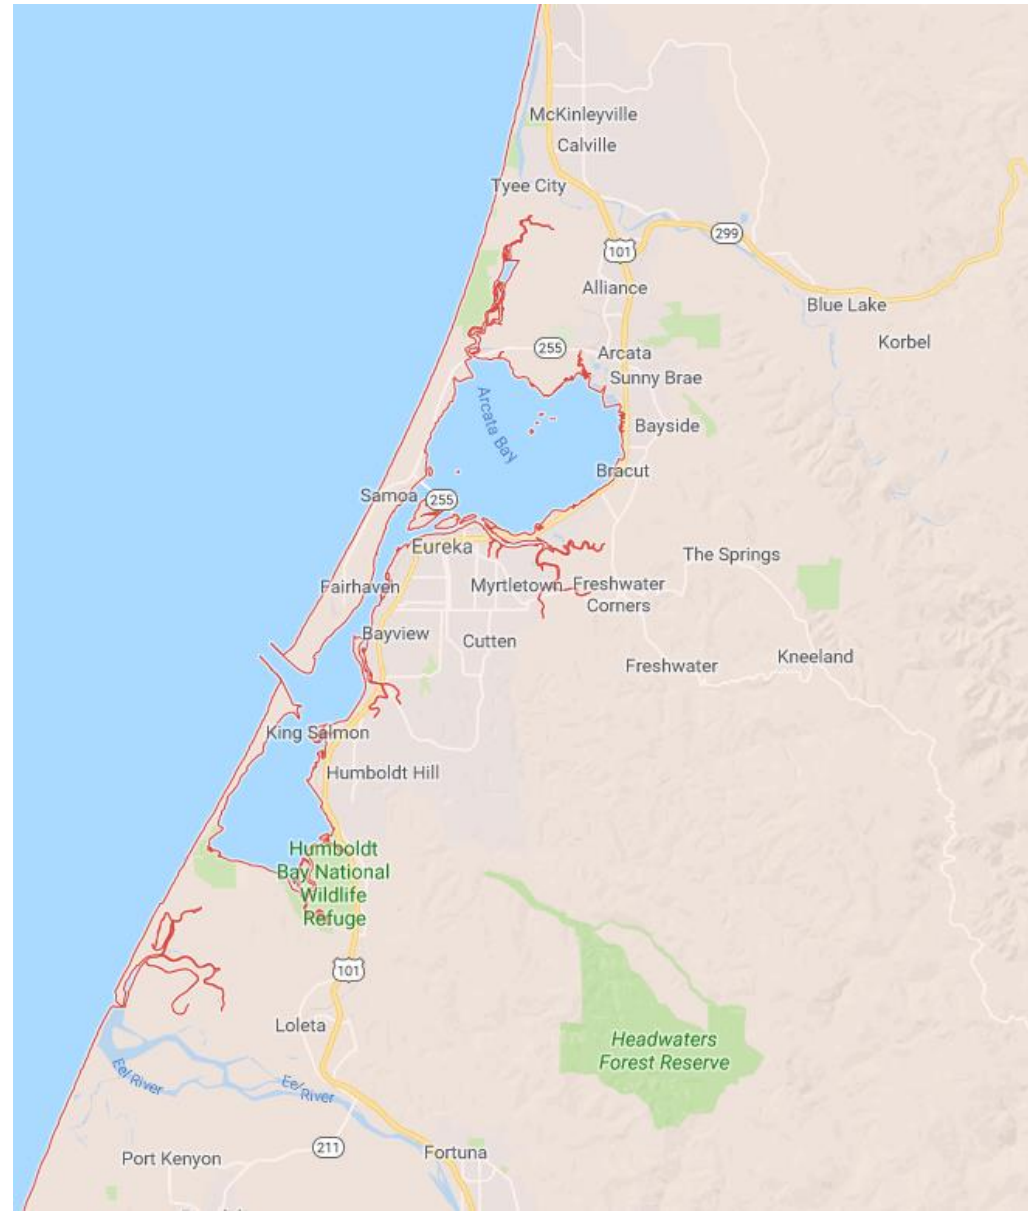 McKinleyville
Calville
Tyee City
299
101
Alliance
Blue Lake
Korbel
255
Arcata
Sunny Brae
Arcata Bay
Bayside
Bracut
Samoa
255
Eureka
The Springs
Fairhaven
Myrtletown
Freshwater
Corners
Bayview
Cutten
Freshwater
Kneeland
King Salmon
Humboldt Hill
Humboldt
Bay National
Wildlife
Refuge
101
Loleta
Headwaters
Forest Reserve
Eel River
Eel River
211
Fortuna
Port Kenyon